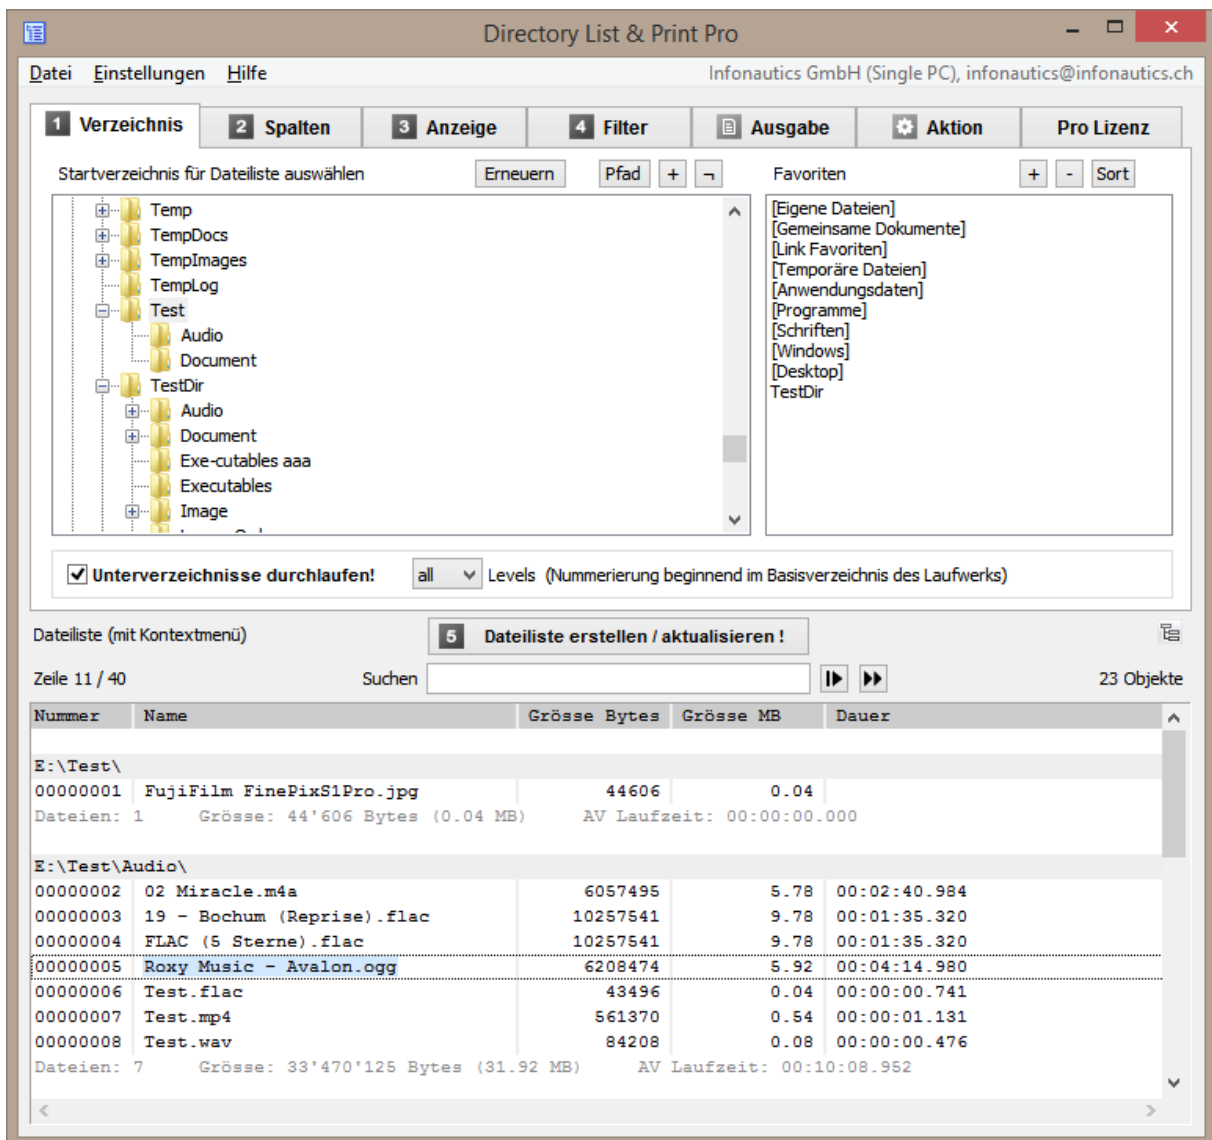 Directory List & Print Pro
Datei Einstellungen Hilfe Infonautics GmbH (Single PC), infonautics@infonautics.ch
1 Verzeichnis 2 Spalten 3 Anzeige 4 Filter Ausgabe Aktion Pro Lizenz
Startverzeichnis für Dateiliste auswählen Erneuern Pfad + ¬ Favoriten + - Sort
Temp
TempDocs
TempImages
TempLog
Test
Audio
Document
TestDir
Audio
Document
Exe-cutables aaa
Executables
Image
[Eigene Dateien]
[Gemeinsame Dokumente]
[Link Favoriten]
[Temporäre Dateien]
[Anwendungsdaten]
[Programme]
[Schriften]
[Windows]
[Desktop]
TestDir
Unterverzeichnisse durchlaufen! all Levels (Nummerierung beginnend im Basisverzeichnis des Laufwerks)
Dateiliste (mit Kontextmenü) 5 Dateiliste erstellen / aktualisieren !
Zeile 11 / 40 Suchen 23 Objekte
Nummer Name Grösse Bytes Grösse MB Dauer
E:\Test\
00000001 FujiFilm FinePixS1Pro.jpg 44606 0.04
Dateien: 1 Grösse: 44'606 Bytes (0.04 MB) AV Laufzeit: 00:00:00.000
E:\Test\Audio\
00000002 02 Miracle.m4a 6057495 5.78 00:02:40.984
00000003 19 - Bochum (Reprise).flac 10257541 9.78 00:01:35.320
00000004 FLAC (5 Sterne).flac 10257541 9.78 00:01:35.320
00000005 Roxy Music - Avalon.ogg 6208474 5.92 00:04:14.980
00000006 Test.flac 43496 0.04 00:00:00.741
00000007 Test.mp4 561370 0.54 00:00:01.131
00000008 Test.wav 84208 0.08 00:00:00.476
Dateien: 7 Grösse: 33'470'125 Bytes (31.92 MB) AV Laufzeit: 00:10:08.952